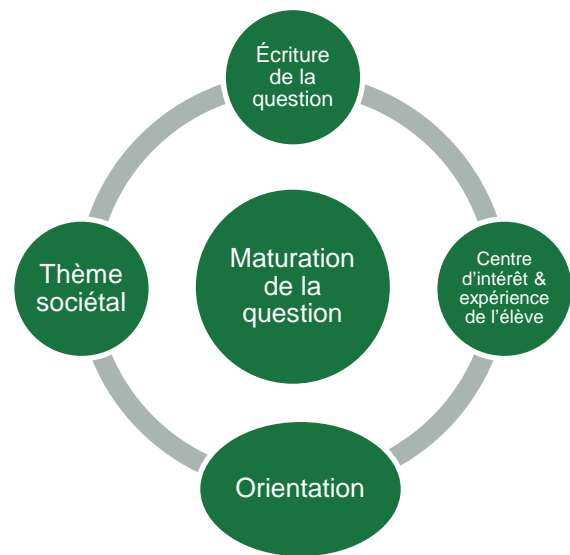 Écriture
de la
question
Thème
sociétal
Maturation
de la
question
Centre
d'intérêt &
expérience
de l'élève
Orientation